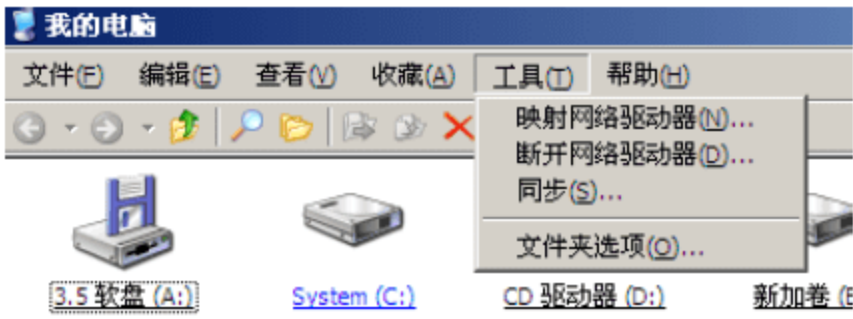 我的电脑
文件(F) 编辑(E) 查看(V) 收藏(A) 工具(T) 帮助(H)
映射网络驱动器(N)...
断开网络驱动器(D)...
同步(S)...
文件夹选项(O)...
3.5 软盘 (A:) System (C:) CD 驱动器 (D:) 新加卷 (E